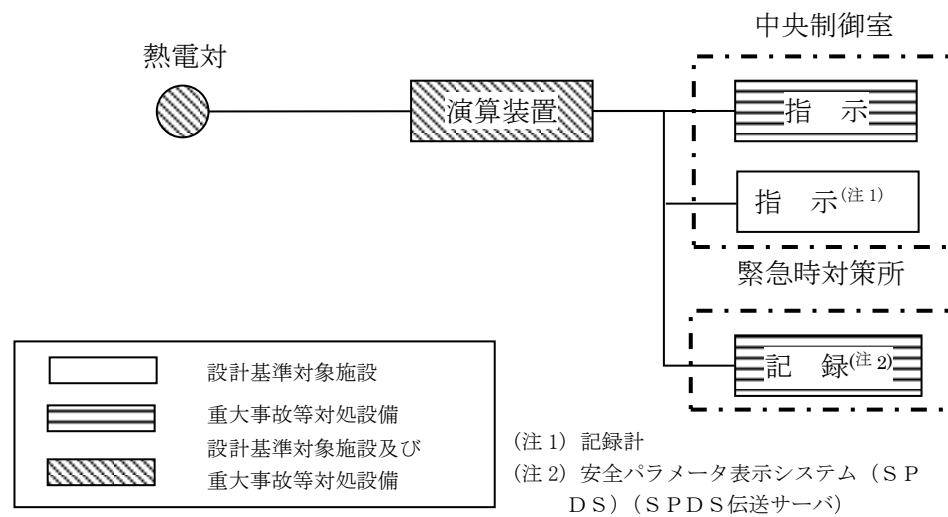 中央制御室
熱電対
演算装置
指　示
指　示(注 1)
緊急時対策所
記　録(注 2)
設計基準対象施設
重大事故等対処設備
設計基準対象施設及び
重大事故等対処設備
(注 1) 記録計
(注 2) 安全パラメータ表示システム（ＳＰ
ＤＳ）(ＳＰＤＳ伝送サーバ)